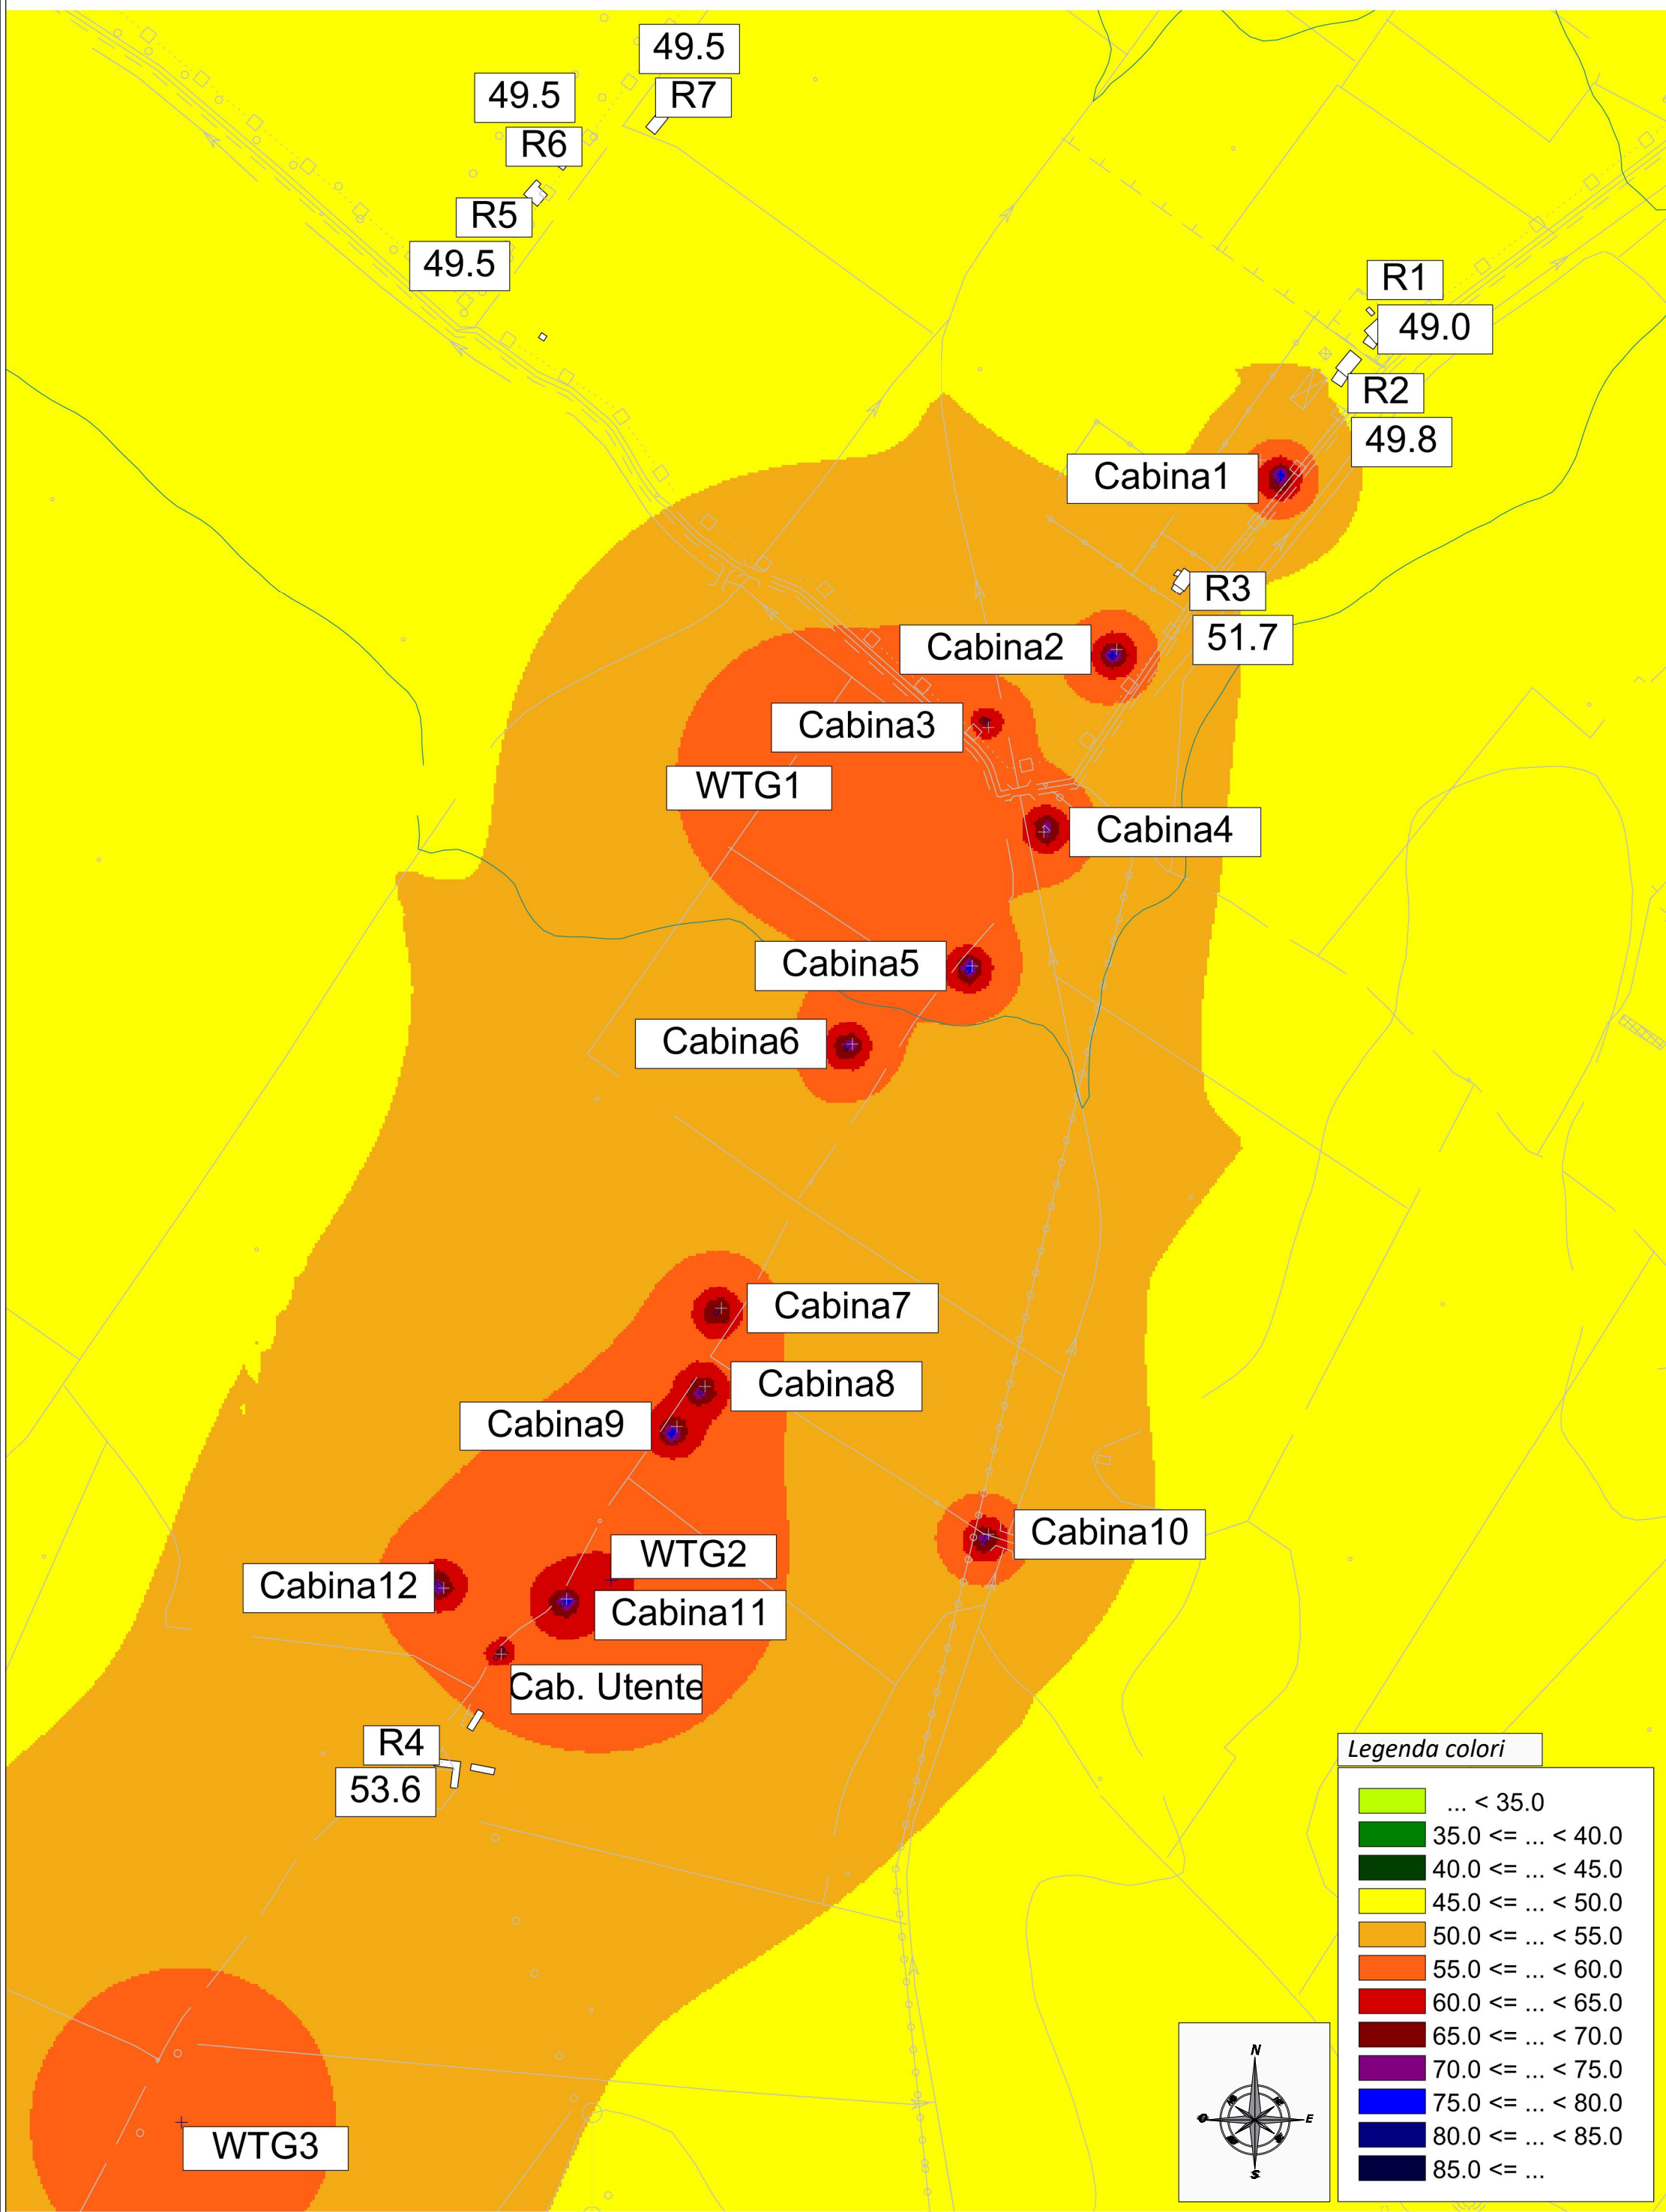 49.5
R7
49.5
R6
R5
49.5
R1
49.0
R2
49.8
Cabina1
R3
51.7
Cabina2
Cabina3
WTG1
Cabina4
Cabina5
Cabina6
Cabina7
Cabina8
Cabina9
Cabina10
WTG2
Cabina12
Cabina11
Cab. Utente
R4
53.6
WTG3
Legenda colori
... < 35.0
35.0 <= ... < 40.0
40.0 <= ... < 45.0
45.0 <= ... < 50.0
50.0 <= ... < 55.0
55.0 <= ... < 60.0
60.0 <= ... < 65.0
65.0 <= ... < 70.0
70.0 <= ... < 75.0
75.0 <= ... < 80.0
80.0 <= ... < 85.0
85.0 <= ...
N
O
E
S